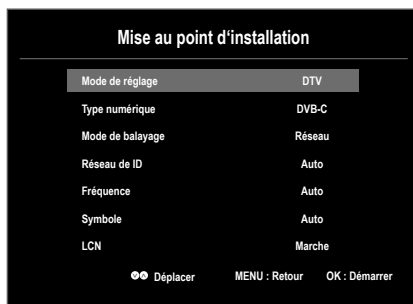 Mise au point d‘installation
Mode de réglage DTV
Type numérique DVB-C
Mode de balayage Réseau
Réseau de ID Auto
Fréquence Auto
Symbole Auto
LCN Marche
Déplacer MENU : Retour OK : Démarrer